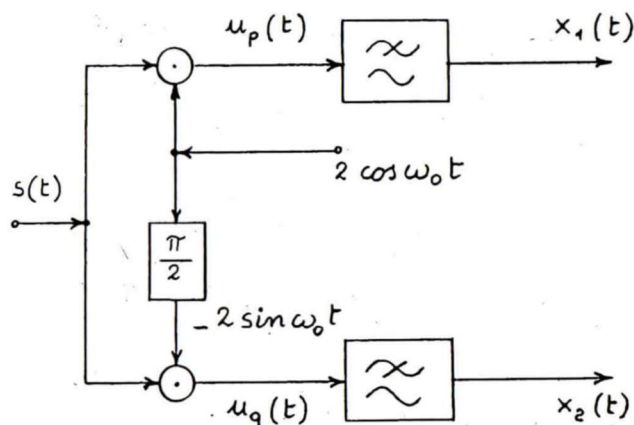 u_p(t)
x_1(t)
2 cos ω_0 t
s(t)
π/2
- 2 sin ω_0 t
u_q(t)
x_2(t)